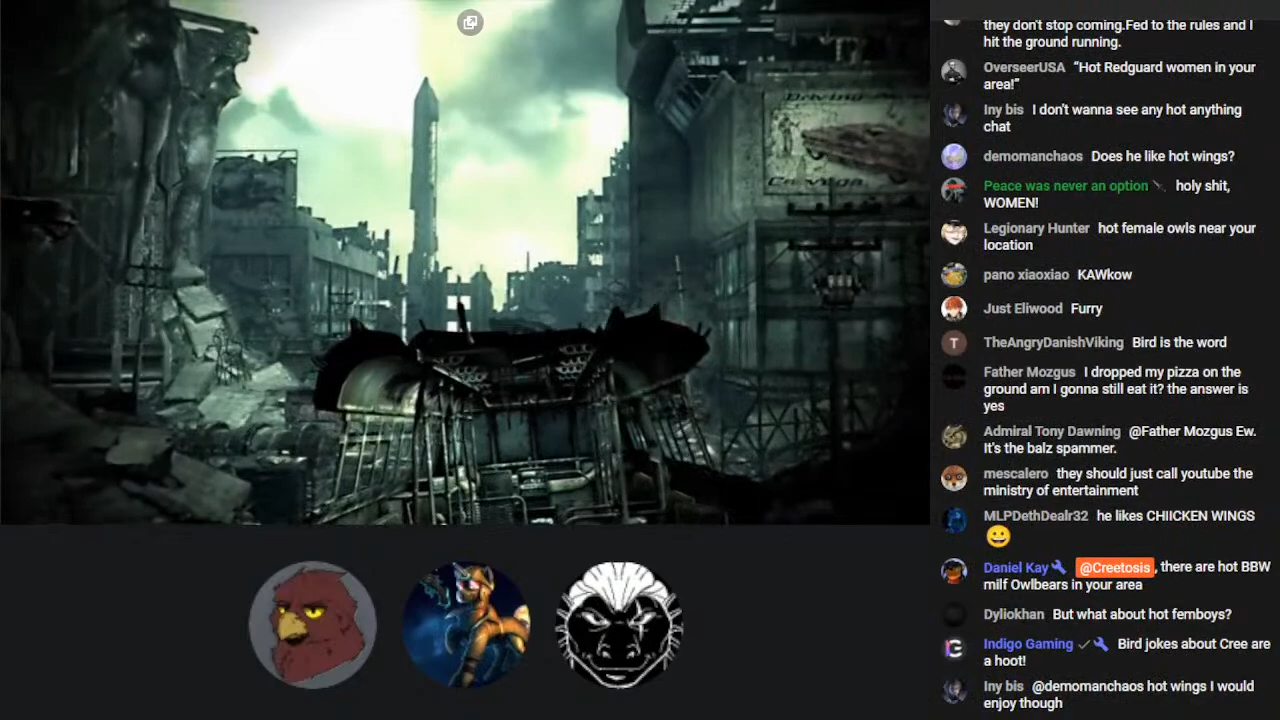 Driving
they don't stop coming.Fed to the rules and I
hit the ground running.
OverseerUSA “Hot Redguard women in your
area!”
Iny bis I don't wanna see any hot anything
chat
demomanchaos Does he like hot wings?
Peace was never an option holy shit,
WOMEN!
Legionary Hunter hot female owls near your
location
pano xiaoxiao KAWkow
Just Eliwood Furry
T
TheAngryDanishViking Bird is the word
Father Mozgus I dropped my pizza on the
ground am I gonna still eat it? the answer is
yes
Admiral Tony Dawning @Father Mozgus Ew.
It's the balz spammer.
mescalero they should just call youtube the
ministry of entertainment
MLPDethDealr32 he likes CHIICKEN WINGS
😀
Daniel Kay @Creetosis, there are hot BBW
milf Owlbears in your area
Dyliokhan But what about hot femboys?
Indigo Gaming ✓ Bird jokes about Cree are
a hoot!
Iny bis @demomanchaos hot wings I would
enjoy though